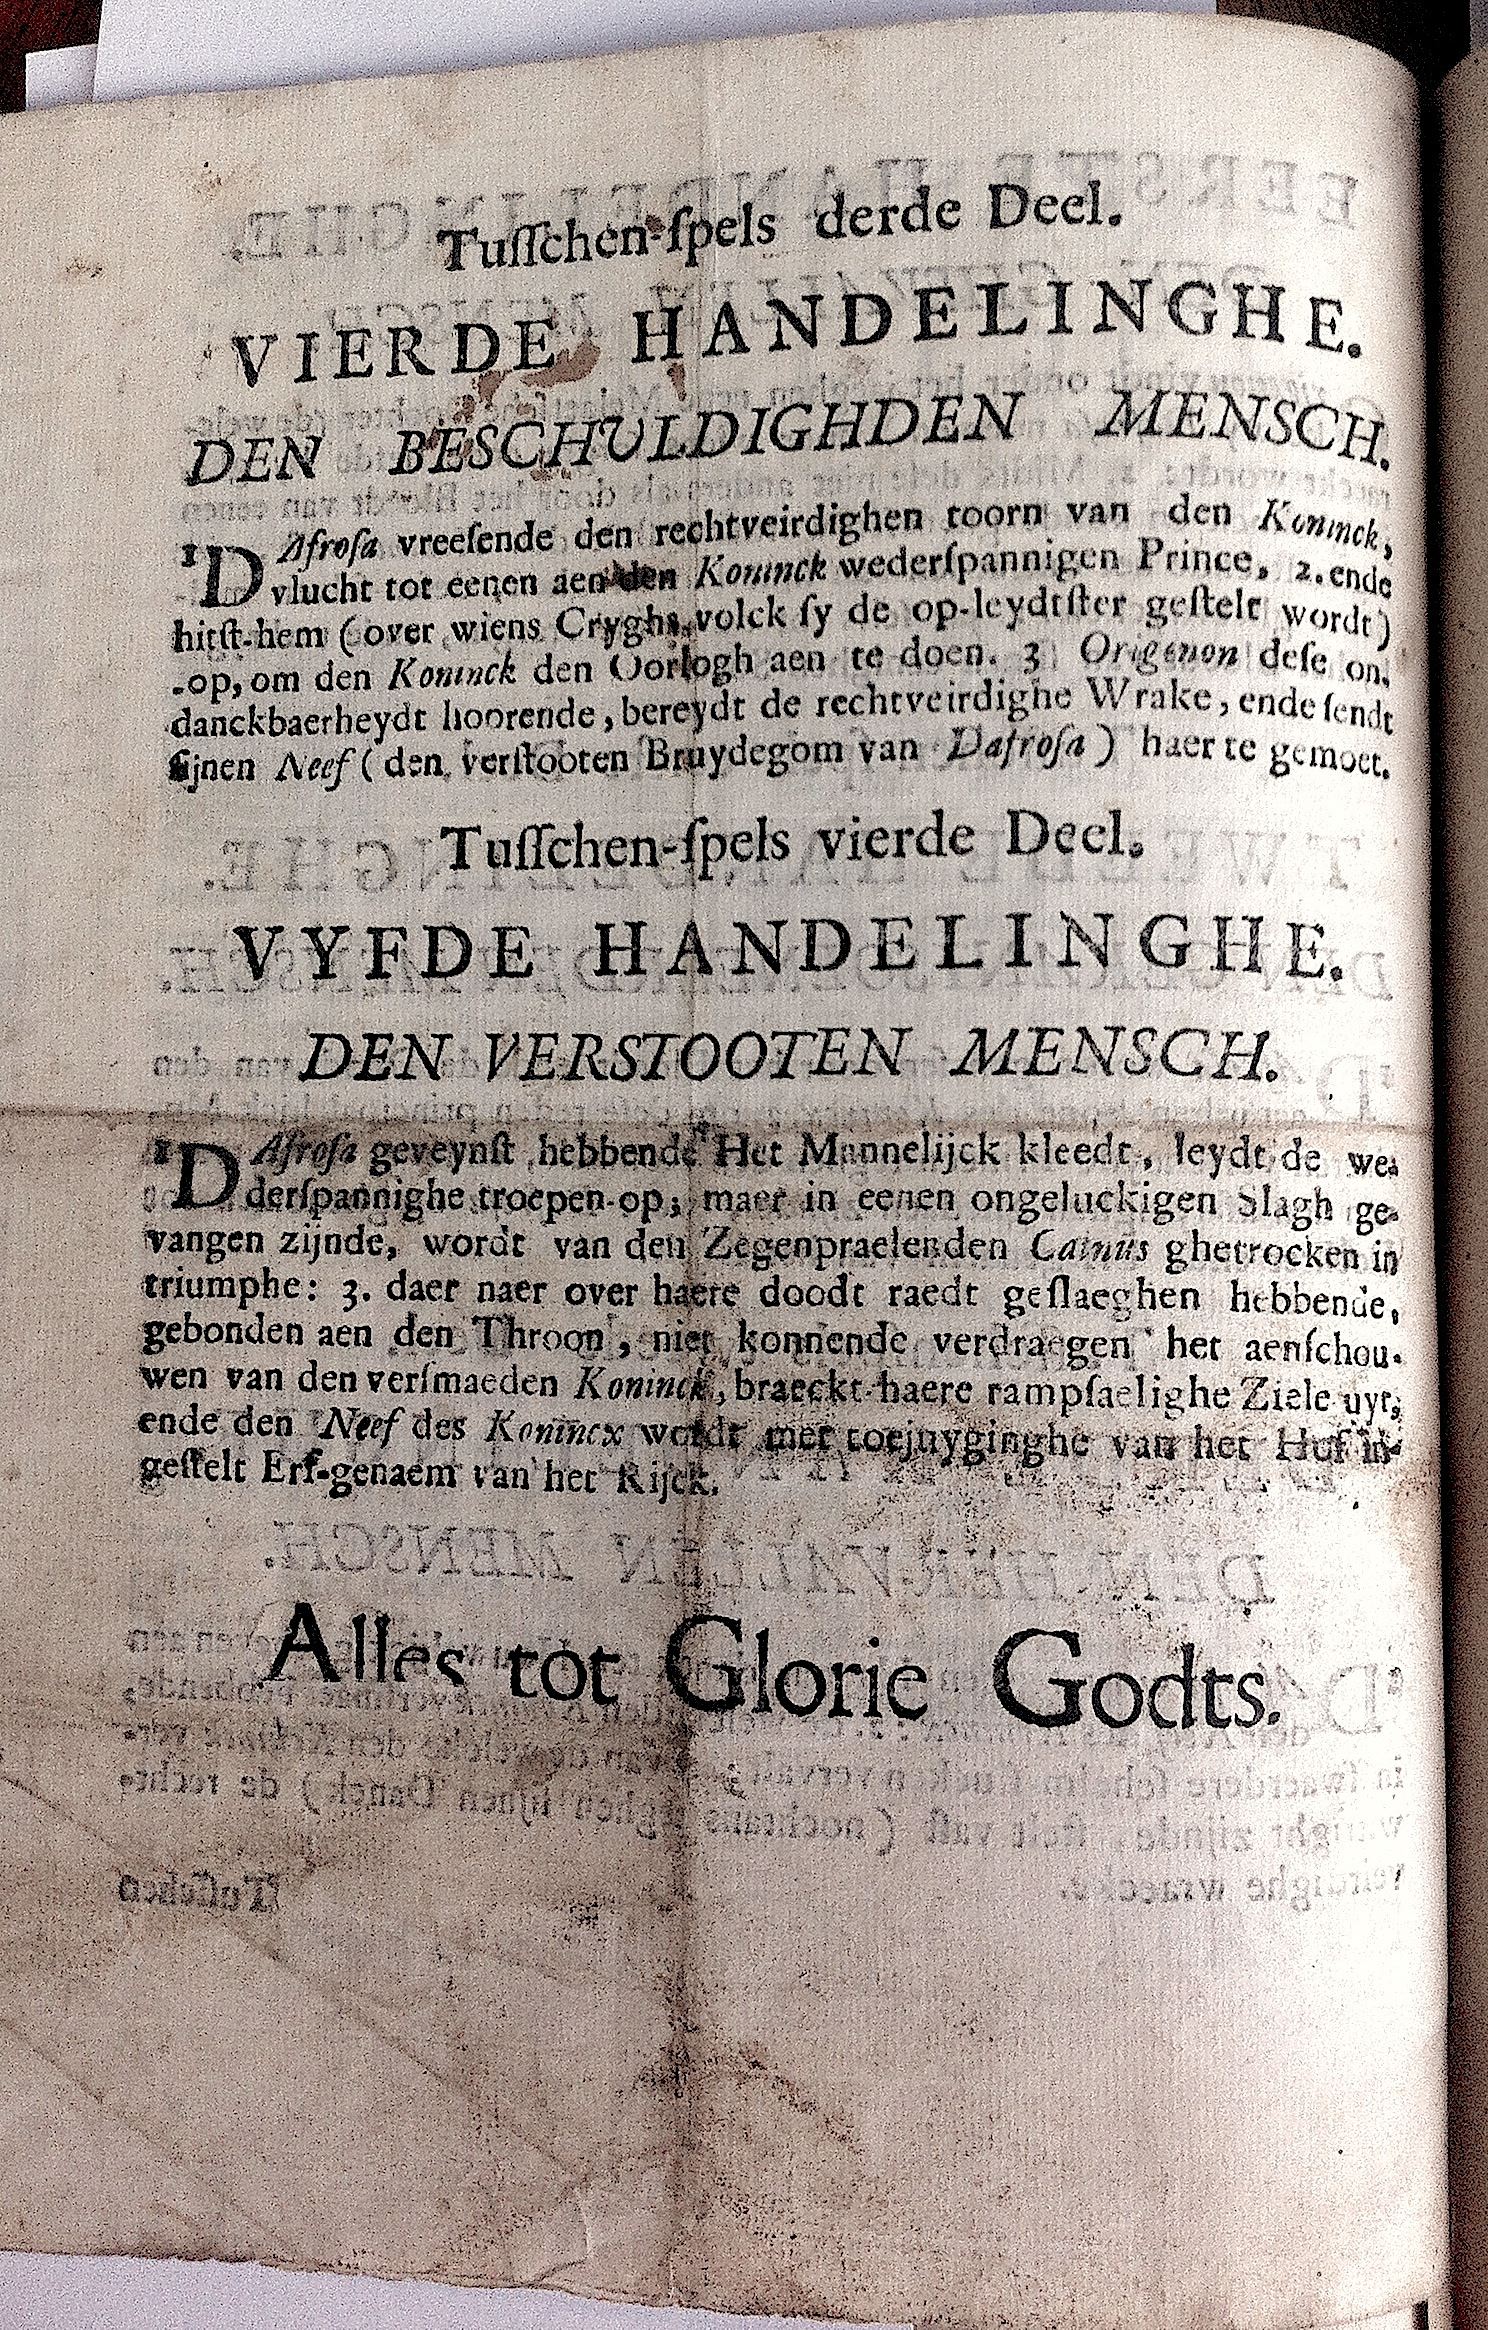 Tuſſchen-ſpels derde Deel.
VIERDE HANDELINGHE.
DEN BESCHULDIGHDEN MENSCH.
1 DAfroſa vreeſende den rechtveirdighen toorn van den Koninck,
vlucht tot eenen aen den Koninck wederſpannigen Prince, 2. ende
hitſt-hem (over wiens Cryghs-volck ſy de op-leydtſter geſtelt wordt)
op, om den Koninck den Oorlogh aen te doen. 3 Origenon deſe on-
danckbaerheydt hoorende, bereydt de rechtveirdighe Wrake, ende ſendt
ſijnen Neef (den verſtooten Bruydegom van Dafroſa) haer te gemoet.
Tuſſchen-ſpels vierde Deel.
VYFDE HANDELINGHE.
DEN VERSTOOTEN MENSCH.
1 DAfroſa geveynſt hebbende Het Mannelijck kleedt, leydt de we-
derſpannighe troepen op; maer in eenen ongeluckigen Slagh ge-
vangen zijnde, wordt van den Zegenpraelenden Cainus ghetrocken in
triumphe: 3. daer naer over haere doodt raedt geſlaeghen hebbende,
gebonden aen den Throon, niet konnende verdraegen het aenſchou-
wen van den verſmaeden Koninck, braeckt haere rampſaelighe Ziele uyt;
ende den Neef des Konincx wordt met toejuyginghe van het Hof in-
geſtelt Erf-genaem van het Rijck.
Alles tot Glorie Godts.